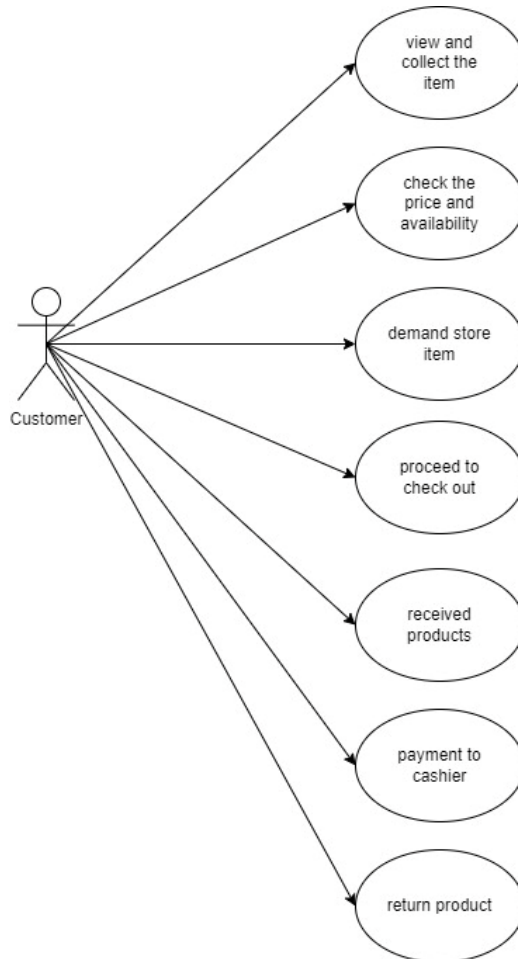 view and
collect the
item
check the
price and
availability
demand store
item
Customer
proceed to
check out
received
products
payment to
cashier
return product